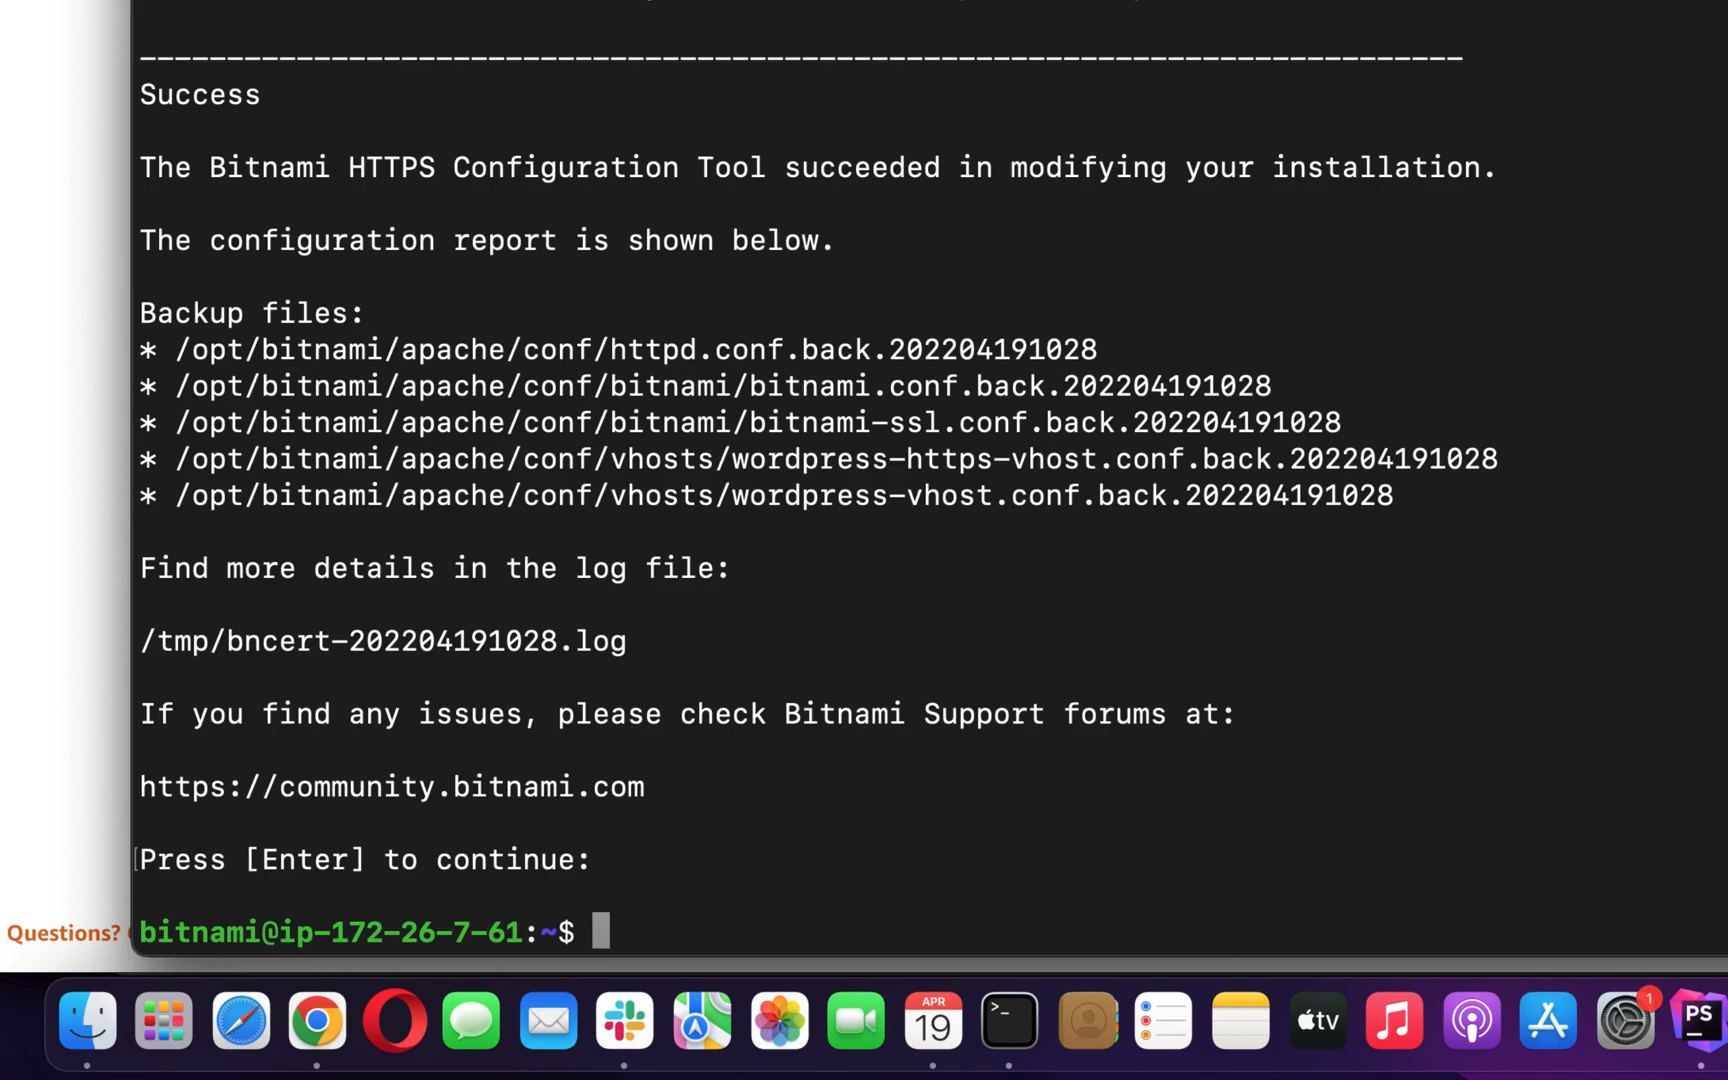 Success
The Bitnami HTTPS Configuration Tool succeeded in modifying your installation.
The configuration report is shown below.
Backup files:
* /opt/bitnami/apache/conf/httpd.conf.back.202204191028
* /opt/bitnami/apache/conf/bitnami/bitnami.conf.back.202204191028
* /opt/bitnami/apache/conf/bitnami/bitnami-ssl.conf.back.202204191028
* /opt/bitnami/apache/conf/vhosts/wordpress-https-vhost.conf.back.202204191028
* /opt/bitnami/apache/conf/vhosts/wordpress-vhost.conf.back.202204191028
Find more details in the log file:
/tmp/bncert-202204191028.log
If you find any issues, please check Bitnami Support forums at:
https://community.bitnami.com
Press [Enter] to continue:
Questions?
bitnami@ip-172-26-7-61:~$
APR
19
>_
tv
1
PS